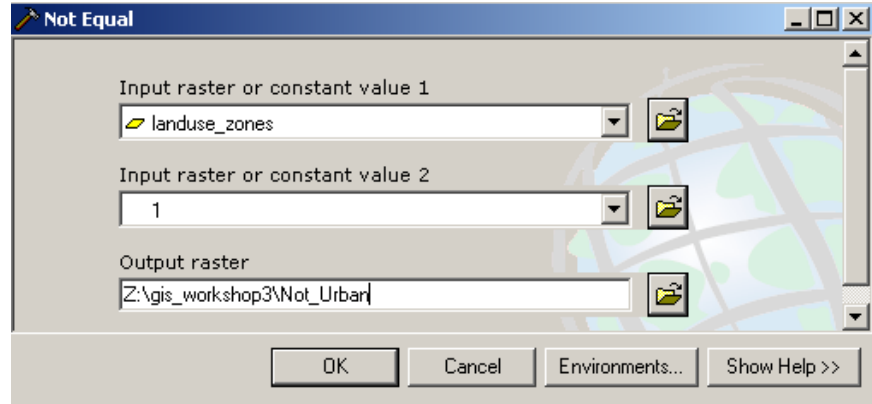 Not Equal
Input raster or constant value 1
landuse_zones
Input raster or constant value 2
1
Output raster
Z:\gis_workshop3\Not_Urban
OK Cancel Environments... Show Help >>